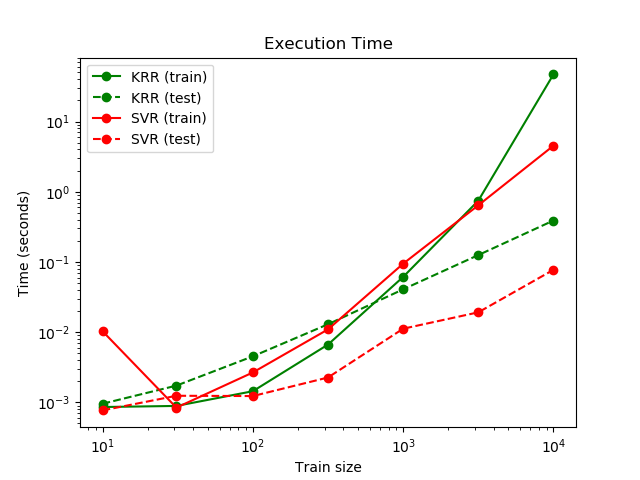 Execution Time
KRR (train)
KRR (test)
SVR (train)
SVR (test)
10¹
10⁰
10⁻¹
10⁻²
10⁻³
Time (seconds)
10¹ 10² 10³ 10⁴
Train size